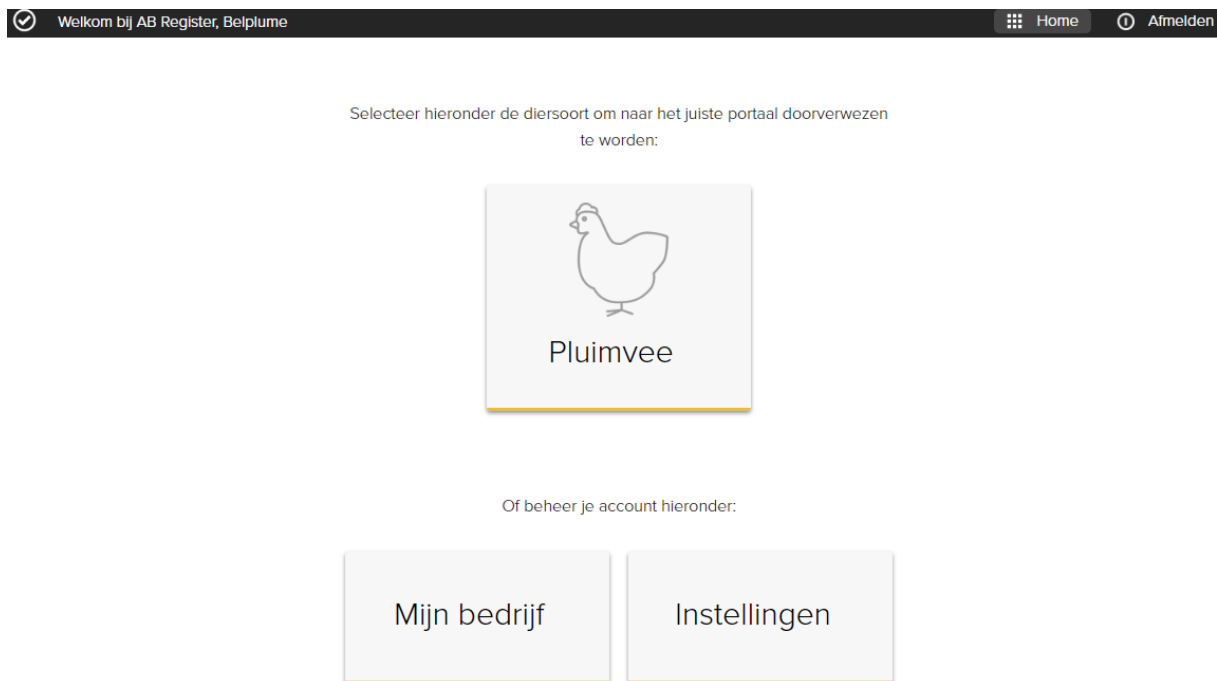 Welkom bij AB Register, Belplume
Home
Afmelden
Selecteer hieronder de diersoort om naar het juiste portaal doorverwezen
te worden:
Pluimvee
Of beheer je account hieronder:
Mijn bedrijf
Instellingen